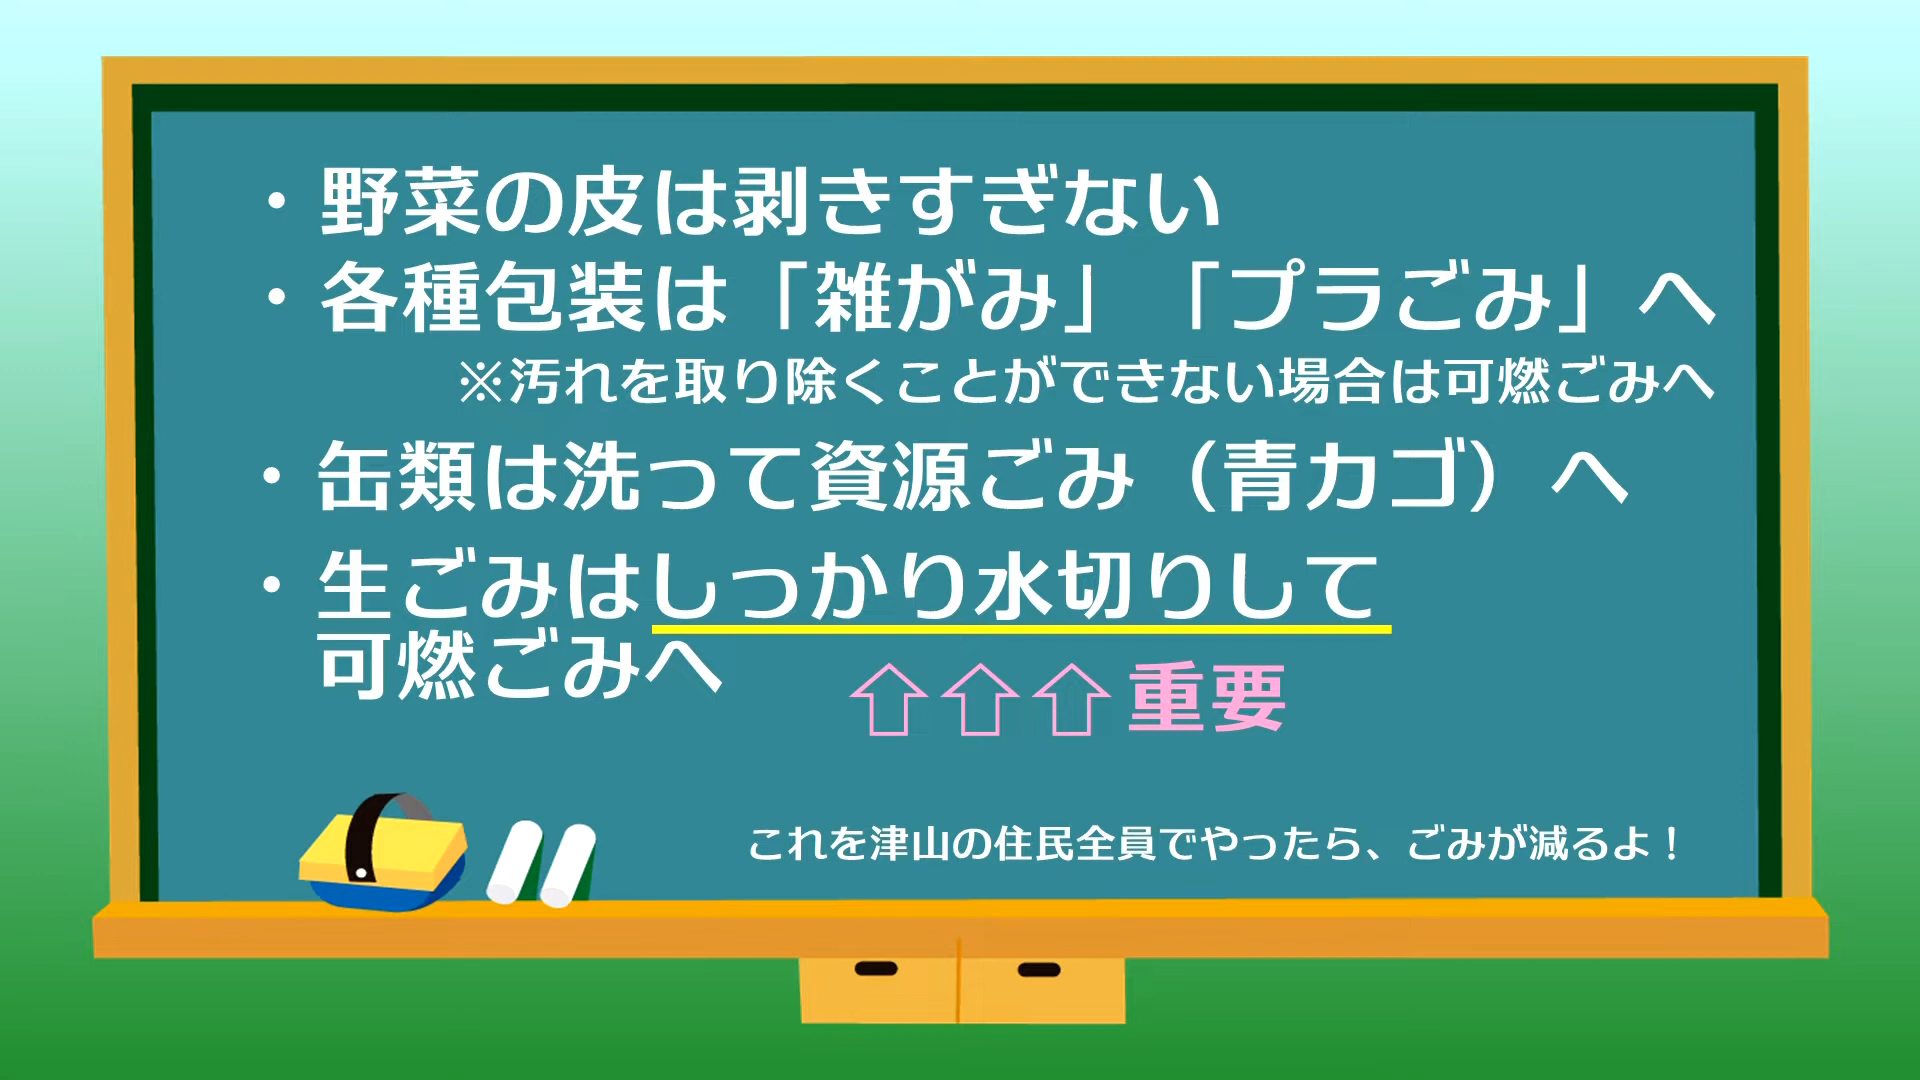 ・野菜の皮は剥きすぎない
・各種包装は「雑がみ」「プラごみ」へ
※汚れを取り除くことができない場合は可燃ごみへ
・缶類は洗って資源ごみ（青カゴ）へ
・生ごみはしっかり水切りして
可燃ごみへ
⇧⇧⇧重要
これを津山の住民全員でやったら、ごみが減るよ！